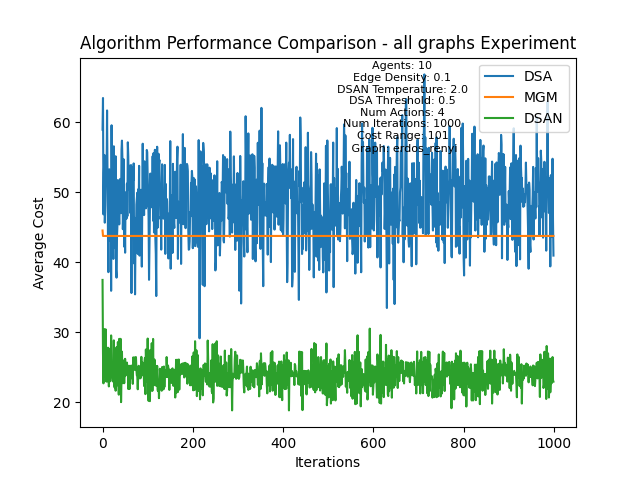 Algorithm Performance Comparison - all graphs Experiment
Agents: 10
Edge Density: 0.1
DSAN Temperature: 2.0
DSA Threshold: 0.5
Num Actions: 4
Num Iterations: 1000
Cost Range: 101
Graph: erdos_renyi
DSA
MGM
DSAN
60
50
40
30
20
Average Cost
0 200 400 600 800 1000
Iterations